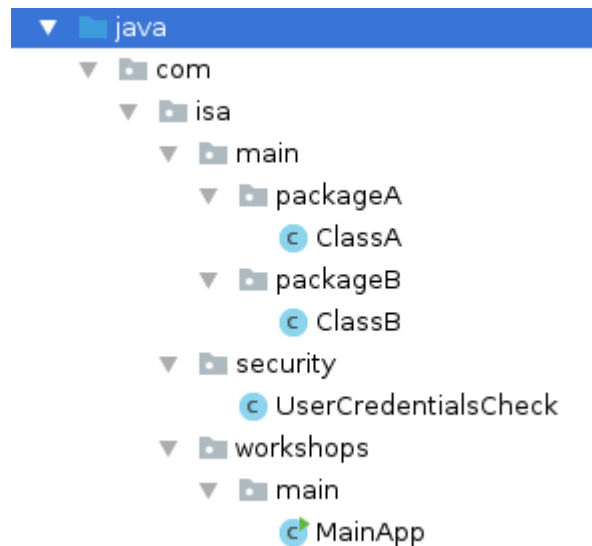 java
com
isa
main
packageA
C ClassA
packageB
C ClassB
security
C UserCredentialsCheck
workshops
main
C MainApp